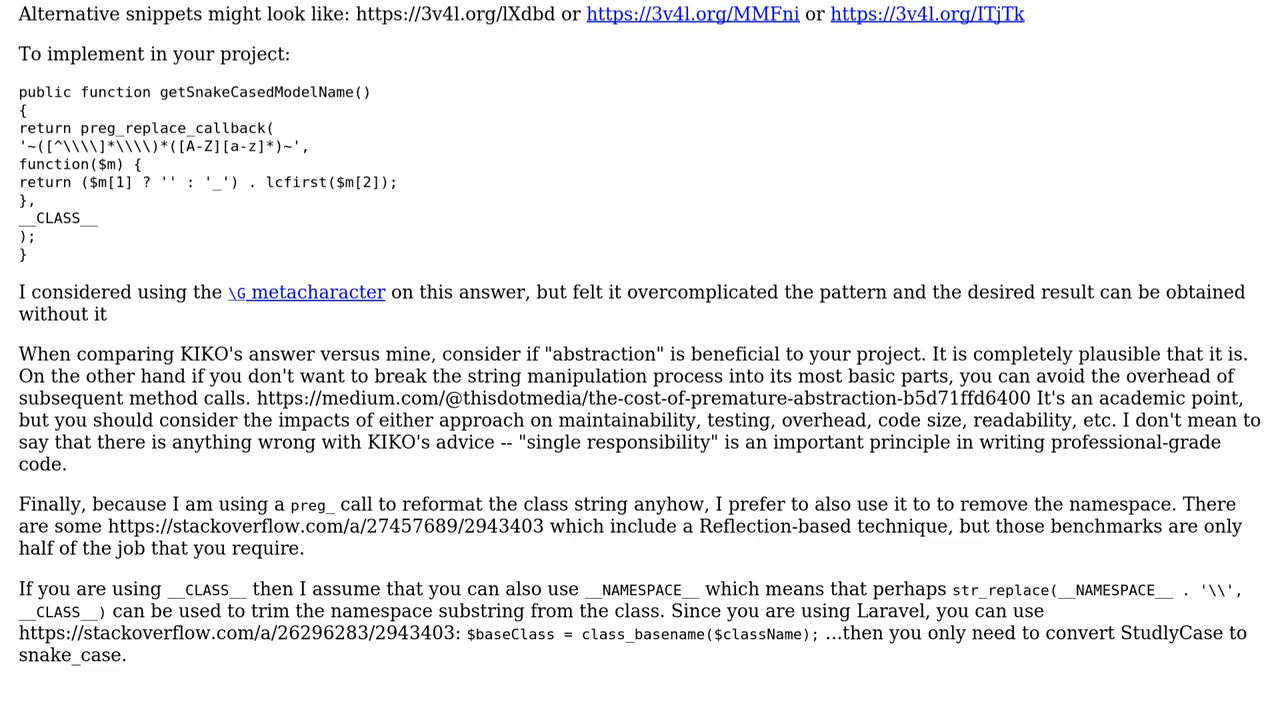 Alternative snippets might look like: https://3v4l.org/lXdbd or https://3v4l.org/MMFni or https://3v4l.org/ITjTk
To implement in your project:
public function getSnakeCasedModelName()
{
return preg_replace_callback(
'~([^\\\\]*\\\\)*([A-Z][a-z]*)~',
function($m) {
return ($m[1] ? '' : '_') . lcfirst($m[2]);
},
__CLASS__
);
}
I considered using the \G metacharacter on this answer, but felt it overcomplicated the pattern and the desired result can be obtained
without it
When comparing KIKO's answer versus mine, consider if "abstraction" is beneficial to your project. It is completely plausible that it is.
On the other hand if you don't want to break the string manipulation process into its most basic parts, you can avoid the overhead of
subsequent method calls. https://medium.com/@thisdotmedia/the-cost-of-premature-abstraction-b5d71ffd6400 It's an academic point,
but you should consider the impacts of either approach on maintainability, testing, overhead, code size, readability, etc. I don't mean to
say that there is anything wrong with KIKO's advice -- "single responsibility" is an important principle in writing professional-grade
code.
Finally, because I am using a preg_ call to reformat the class string anyhow, I prefer to also use it to to remove the namespace. There
are some https://stackoverflow.com/a/27457689/2943403 which include a Reflection-based technique, but those benchmarks are only
half of the job that you require.
If you are using __CLASS__ then I assume that you can also use __NAMESPACE__ which means that perhaps str_replace(__NAMESPACE__ . '\\',
__CLASS__) can be used to trim the namespace substring from the class. Since you are using Laravel, you can use
https://stackoverflow.com/a/26296283/2943403: $baseClass = class_basename($className); ...then you only need to convert StudlyCase to
snake_case.